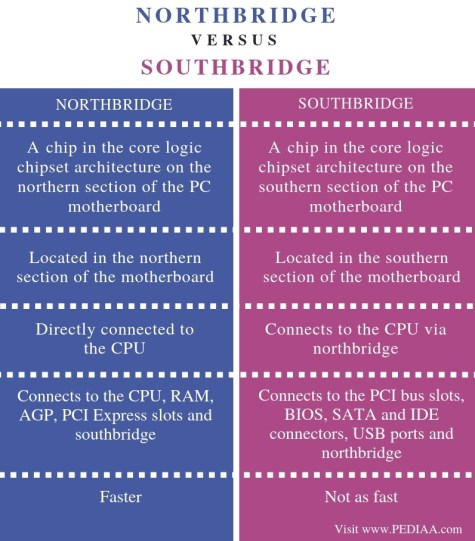 NORTHBRIDGE
VERSUS
SOUTHBRIDGE
NORTHBRIDGE
A chip in the core logic
chipset architecture on the
northern section of the PC
motherboard
Located in the northern
section of the motherboard
Directly connected to
the CPU
Connects to the CPU, RAM,
AGP, PCI Express slots and
southbridge
Faster
SOUTHBRIDGE
A chip in the core logic
chipset architecture on the
southern section of the PC
motherboard
Located in the southern
section of the motherboard
Connects to the CPU via
northbridge
Connects to the PCI bus slots,
BIOS, SATA and IDE
connectors, USB ports and
northbridge
Not as fast
Visit www.PEDIAA.com